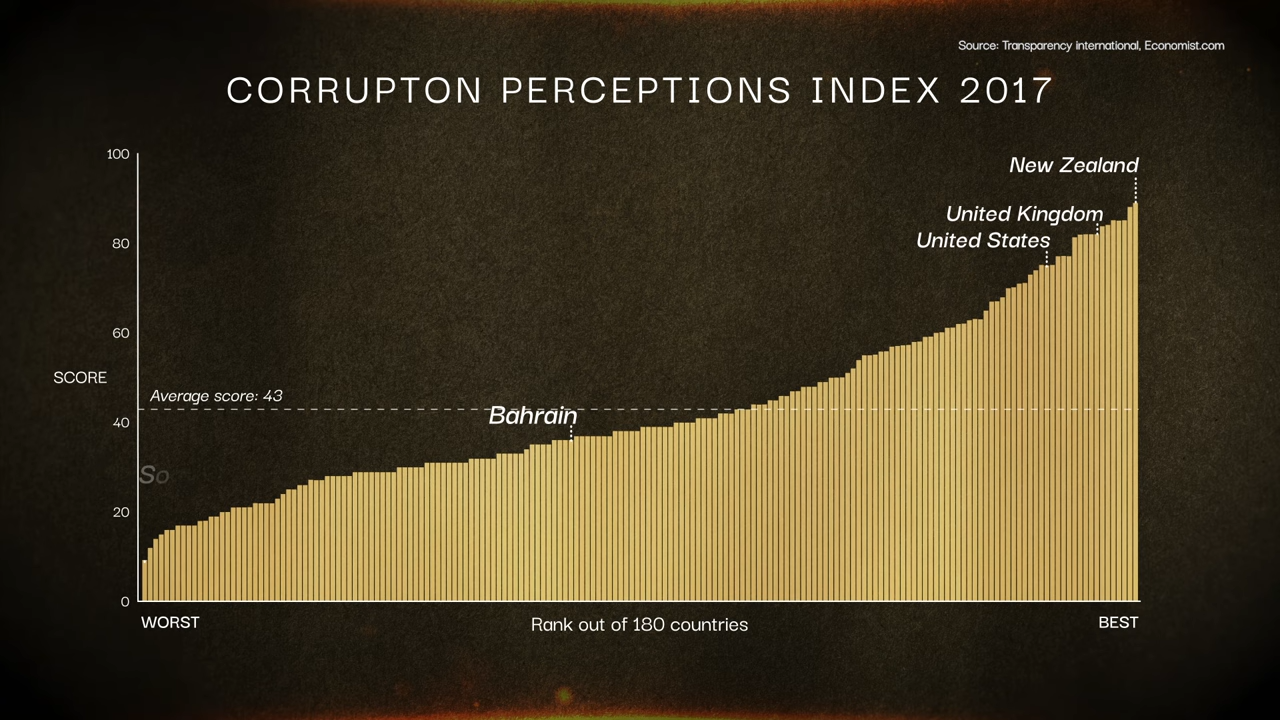 Source: Transparency international, Economist.com
CORRUPTON PERCEPTIONS INDEX 2017
100
New Zealand
United Kingdom
United States
80
60
SCORE
Average score: 43
Bahrain
40
So
20
0
WORST
Rank out of 180 countries
BEST